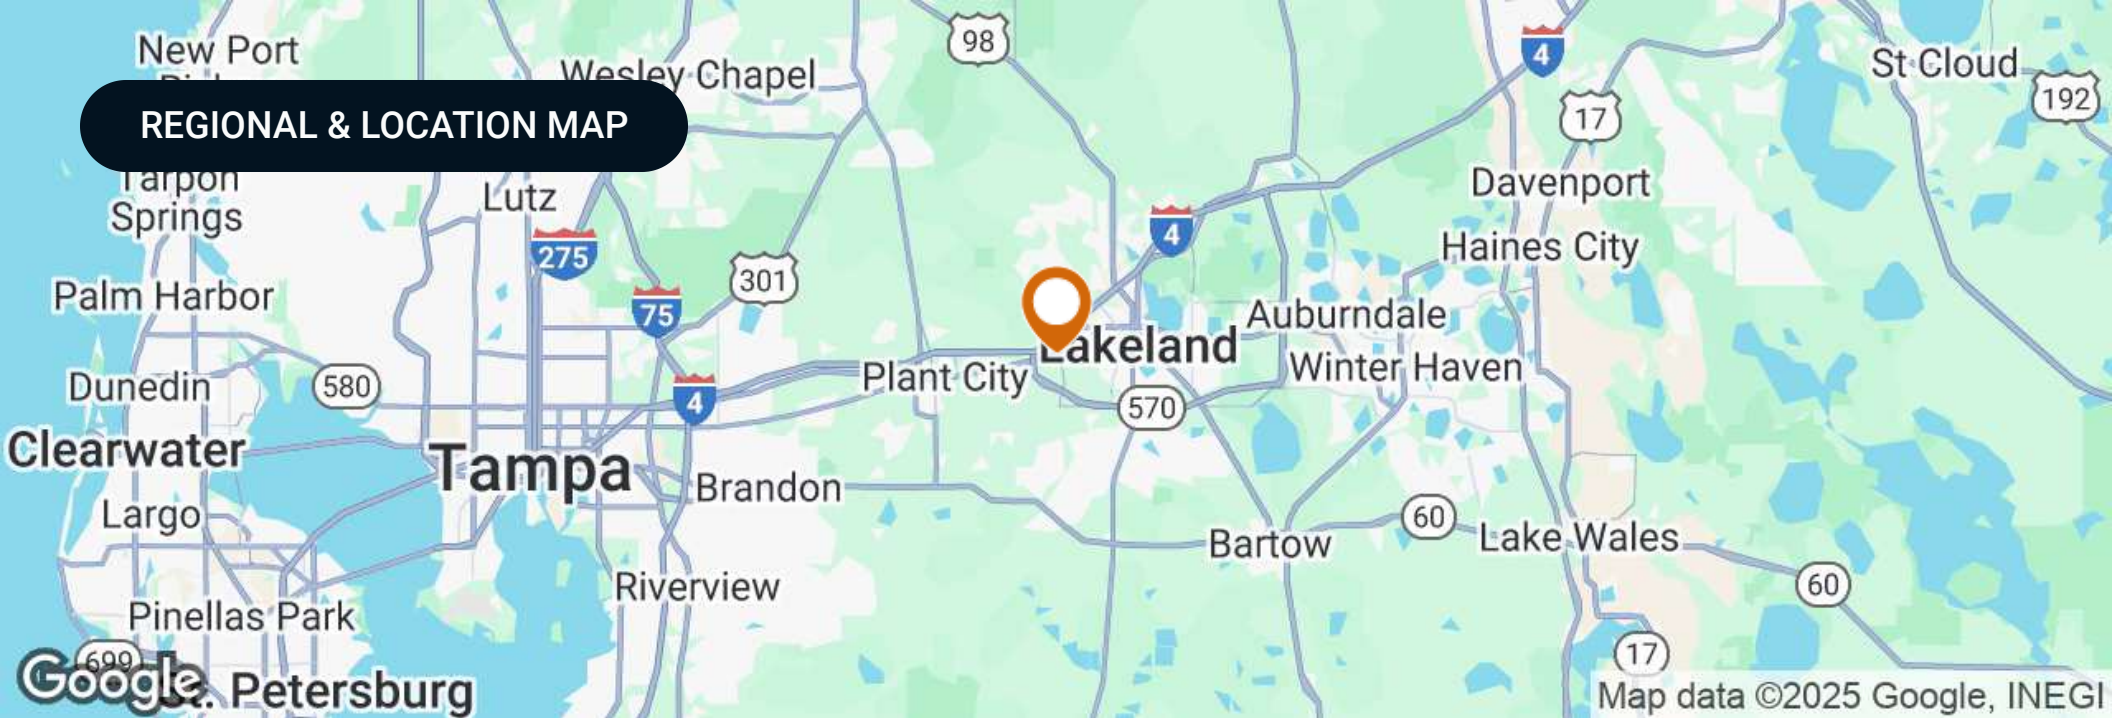 New Port
98
4
St Cloud
Wesley Chapel
192
REGIONAL & LOCATION MAP
17
Tarpon
Springs
Lutz
Davenport
4
275
Haines City
301
Palm Harbor
75
Auburndale
Lakeland
Winter Haven
Plant City
Dunedin
580
4
570
Clearwater
Tampa
Brandon
Largo
60
Bartow
Lake Wales
Riverview
60
Pinellas Park
17
699
Google
St. Petersburg
Map data ©2025 Google, INEGI